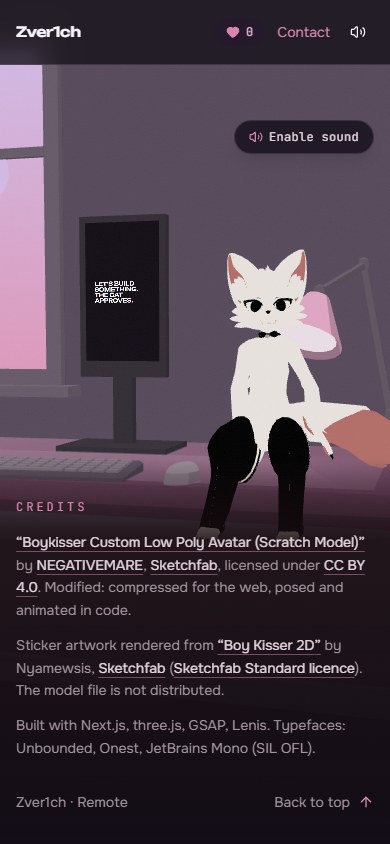 Zver1ch
0 Contact
Enable sound
LET'S BUILD
SOMETHING.
THE CAT
APPROVES.
CREDITS
“Boykisser Custom Low Poly Avatar (Scratch Model)”
by NEGATIVEMARE, Sketchfab, licensed under CC BY
4.0. Modified: compressed for the web, posed and
animated in code.
Sticker artwork rendered from “Boy Kisser 2D” by
Nyamewsis, Sketchfab (Sketchfab Standard licence).
The model file is not distributed.
Built with Next.js, three.js, GSAP, Lenis. Typefaces:
Unbounded, Onest, JetBrains Mono (SIL OFL).
Zver1ch · Remote
Back to top ↑